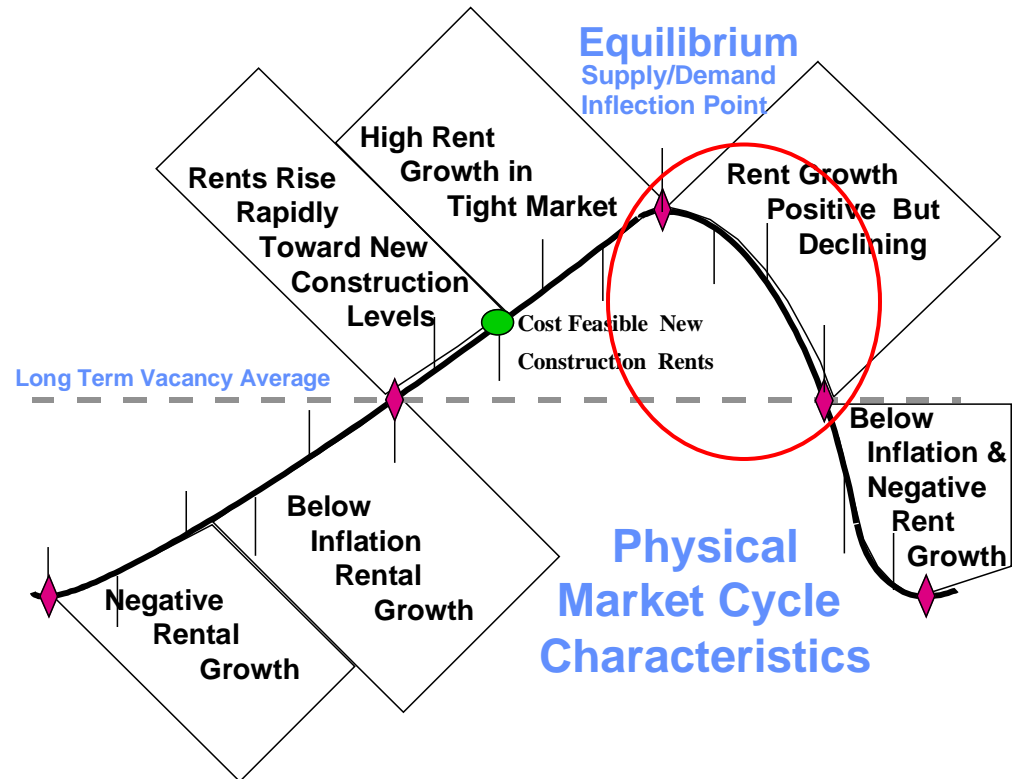 Equilibrium
Supply/Demand
Inflection Point
High Rent
Growth in
Tight Market
Rents Rise
Rapidly
Toward New
Construction
Levels
Rent Growth
Positive But
Declining
Cost Feasible New
Construction Rents
Long Term Vacancy Average
Below
Inflation &
Negative
Rent
Growth
Below
Inflation
Rental
Growth
Negative
Rental
Growth
Physical
Market Cycle
Characteristics